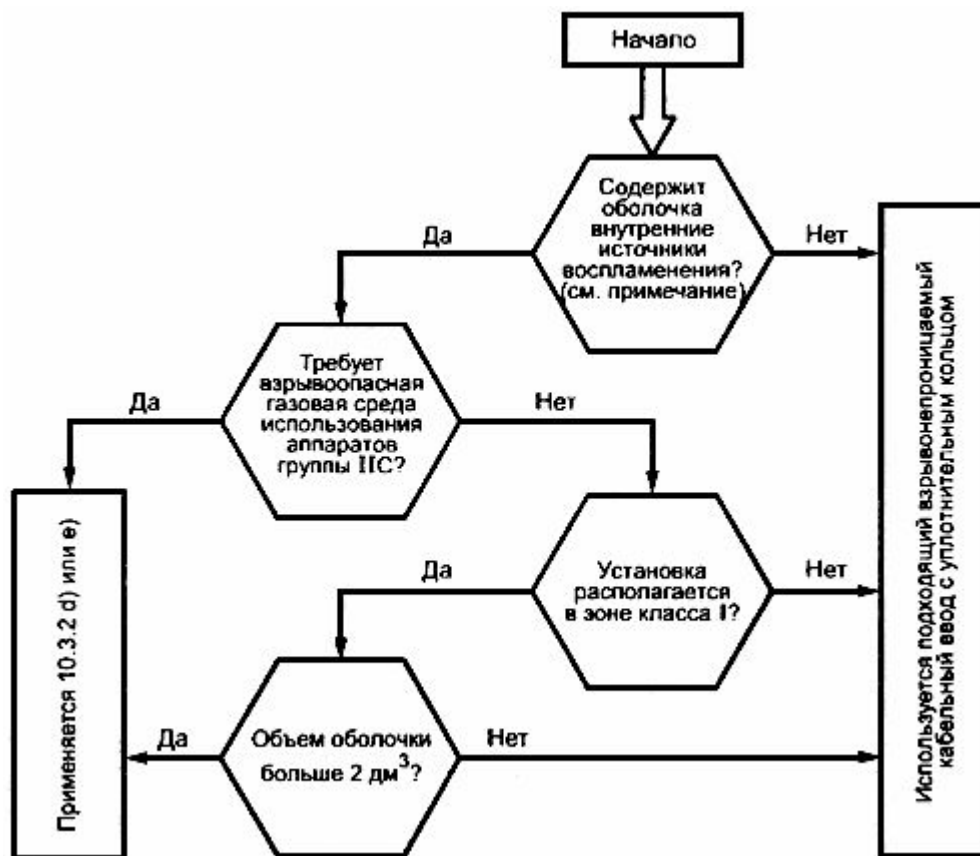 Начало
Содержит
оболочка
внутренние
источники
воспламенения?
(см. примечание)
Да
Нет
Требует
взрывоопасная
газовая среда
использования
аппаратов
группы IIC?
Да
Нет
Установка
располагается
в зоне класса I?
Да
Нет
Объем оболочки
больше 2 дм³?
Да
Нет
Применяется 10.3.2 d) или e)
Используется подходящий взрывонепроницаемый
кабельный ввод с уплотнительным кольцом